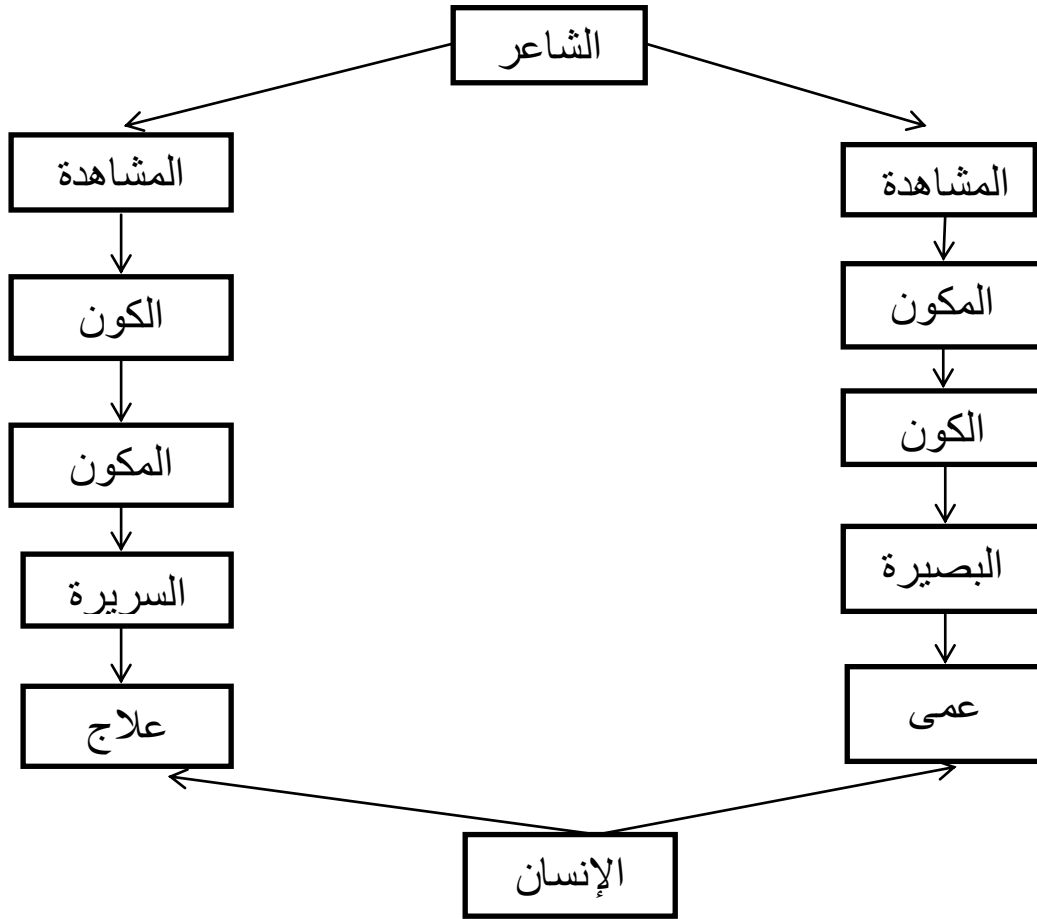 الشاعر
المشاهدة
المكون
الكون
البصيرة
عمى
المشاهدة
الكون
المكون
السريرة
علاج
الإنسان